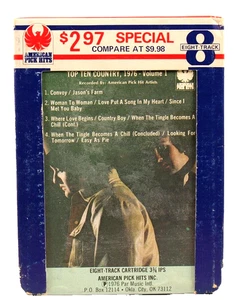 $2.97 SPECIAL
COMPARE AT $9.98
8
EIGHT-TRACK
AMERICAN
PICK HITS
TOP TEN COUNTRY, 1976 - Volume 1
Recorded By: American Pick Hit Artists
1. Convoy / Jason's Farm
2. Woman To Woman / Love Put A Song In My Heart / Since I
Met You Baby
3. Where Love Begins / Country Boy / When The Tingle Becomes A
Chill (Cont.)
4. When The Tingle Becomes A Chill (Concluded) / Looking For
Tomorrow / Easy As Pie
EIGHT-TRACK CARTRIDGE 3¾ IPS
AMERICAN PICK HITS INC.
Ⓟ1976 Par Music Intl
P.O. Box 12114 - Okla. City, OK 73112